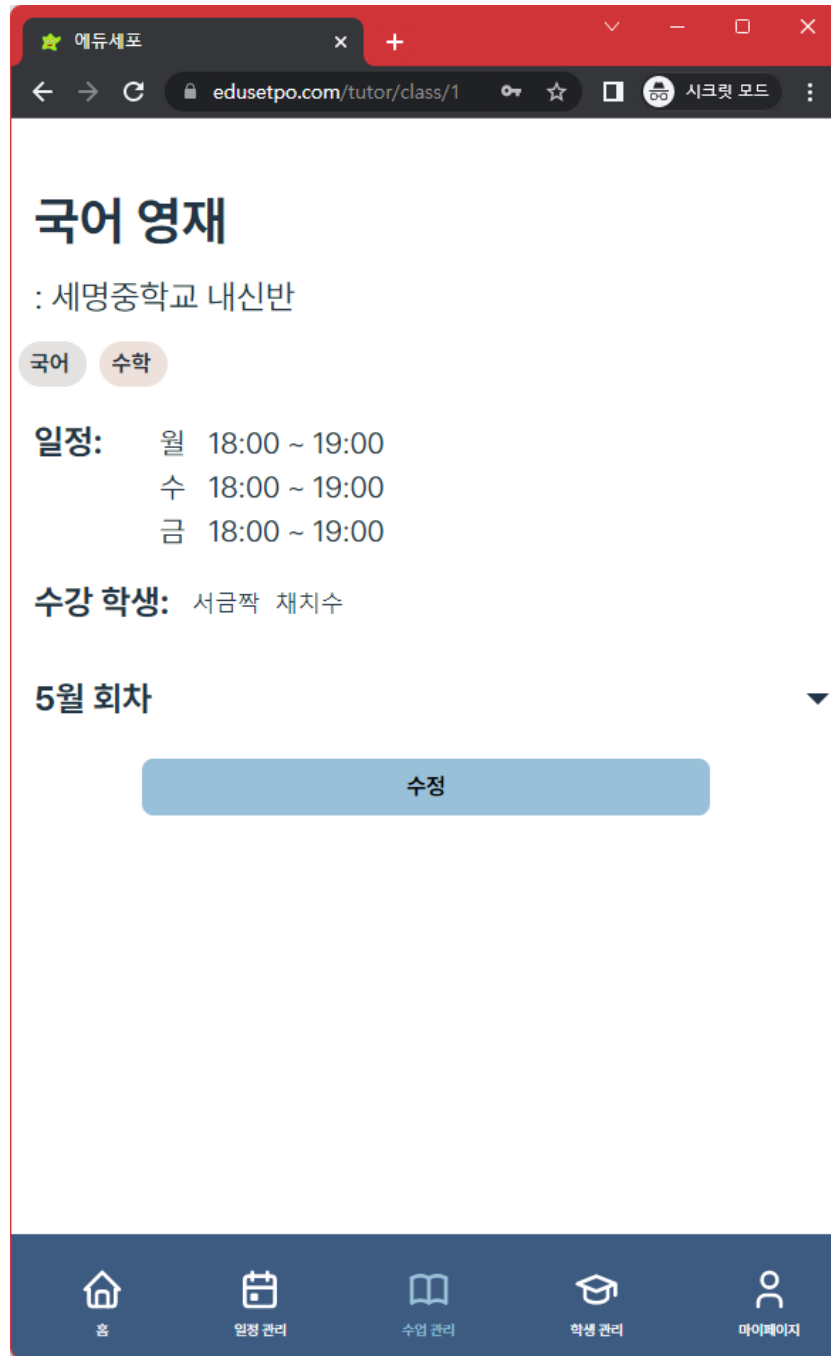 에듀세포
edusetpo.com/tutor/class/1
시크릿 모드
국어 영재
: 세명중학교 내신반
국어 수학
일정: 월 18:00 ~ 19:00
수 18:00 ~ 19:00
금 18:00 ~ 19:00
수강 학생: 서금짝 채치수
5월 회차
수정
홈 일정 관리 수업 관리 학생 관리 마이페이지